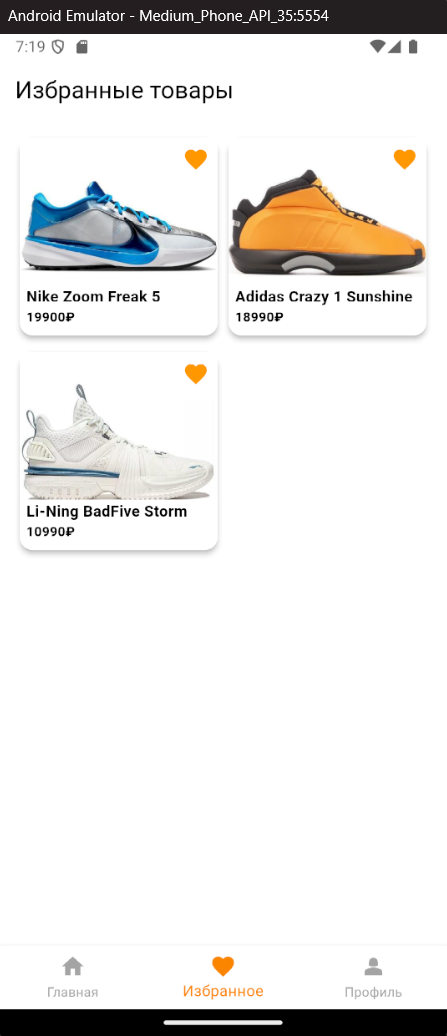 Android Emulator - Medium_Phone_API_35:5554
7:19
Избранные товары
Nike Zoom Freak 5
19900₽
Adidas Crazy 1 Sunshine
18990₽
Li-Ning BadFive Storm
10990₽
Главная
Избранное
Профиль